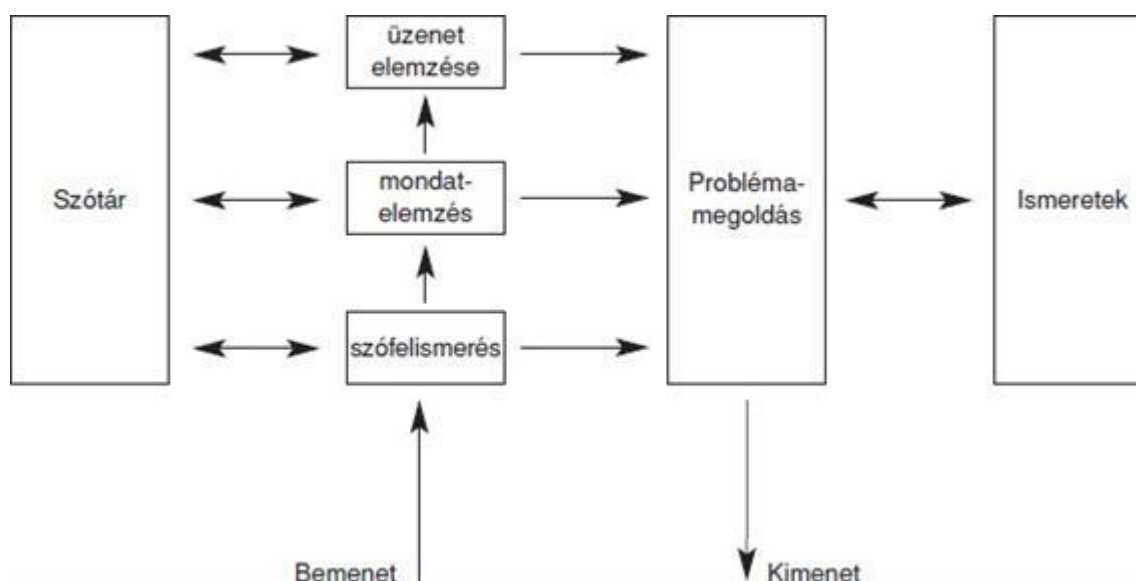 üzenet
elemzése
Szótár
mondat-
elemzés
Probléma-
megoldás
Ismeretek
szófelismerés
Bemenet
Kimenet